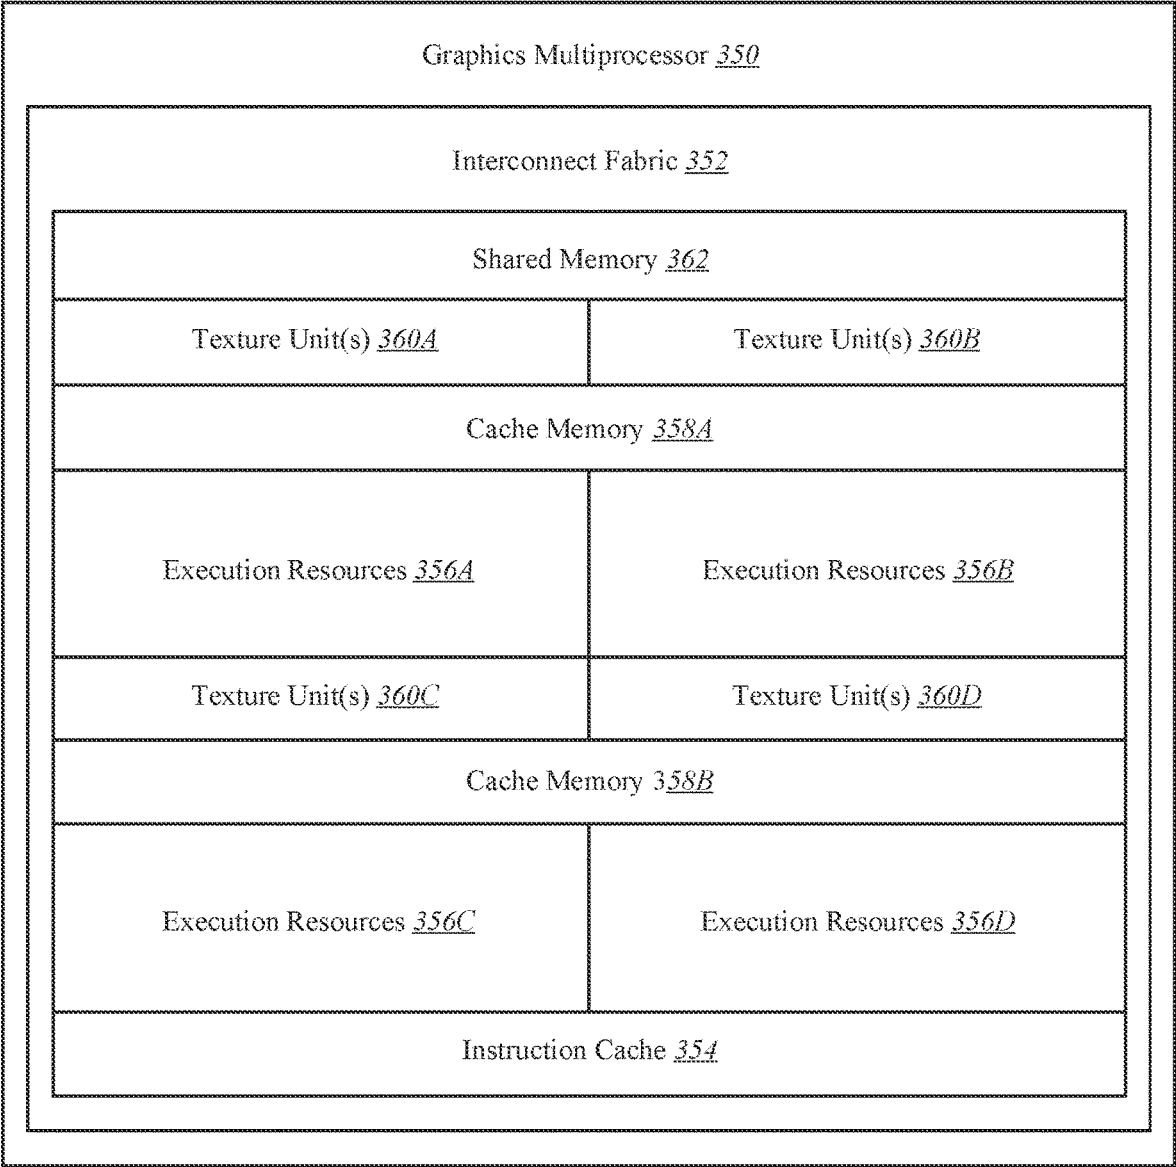 Graphics Multiprocessor 350
Interconnect Fabric 352
Shared Memory 362
Texture Unit(s) 360A
Texture Unit(s) 360B
Cache Memory 358A
Execution Resources 356A
Execution Resources 356B
Texture Unit(s) 360C
Texture Unit(s) 360D
Cache Memory 358B
Execution Resources 356C
Execution Resources 356D
Instruction Cache 354